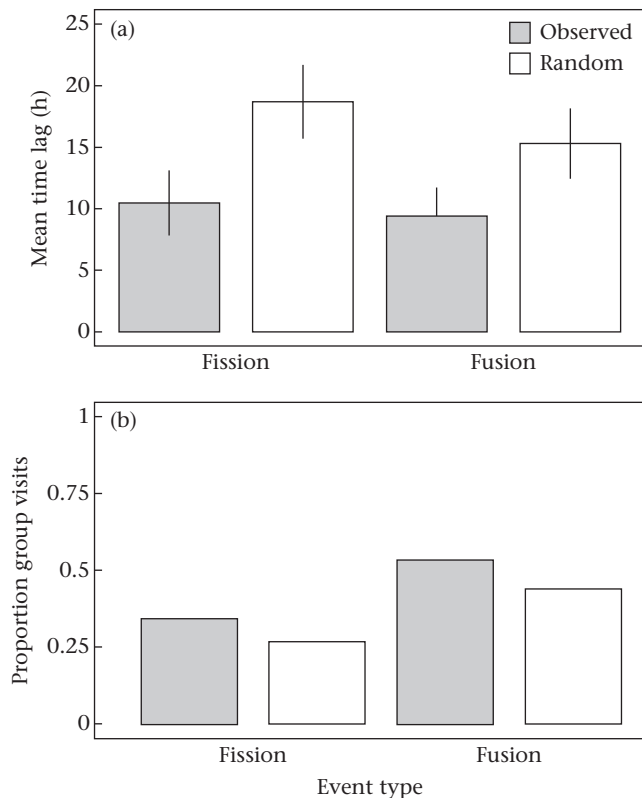 (a)
Observed
Random
25
20
15
10
5
0
Mean time lag (h)
Fission Fusion
(b)
1
0.75
0.5
0.25
0
Proportion group visits
Fission Fusion
Event type